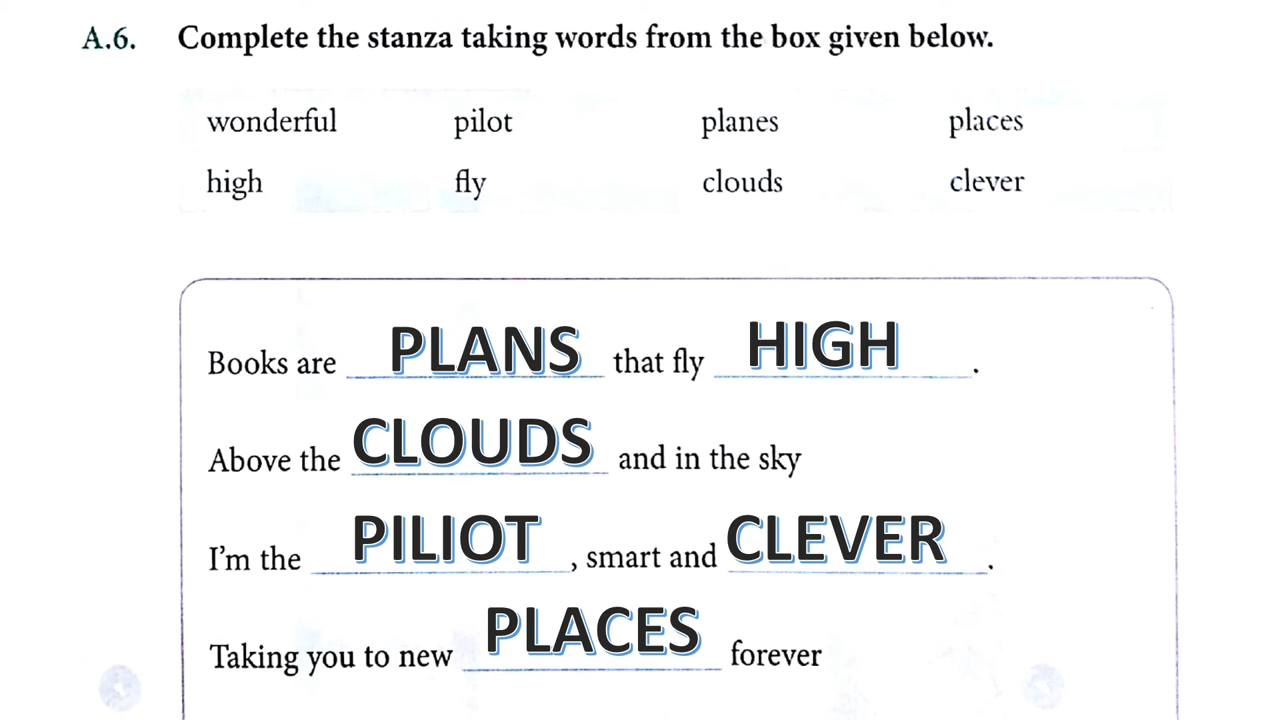 A.6. Complete the stanza taking words from the box given below.
wonderful pilot planes places
high fly clouds clever
Books are PLANS that fly HIGH .
Above the CLOUDS and in the sky
I'm the PILIOT , smart and CLEVER .
Taking you to new PLACES forever